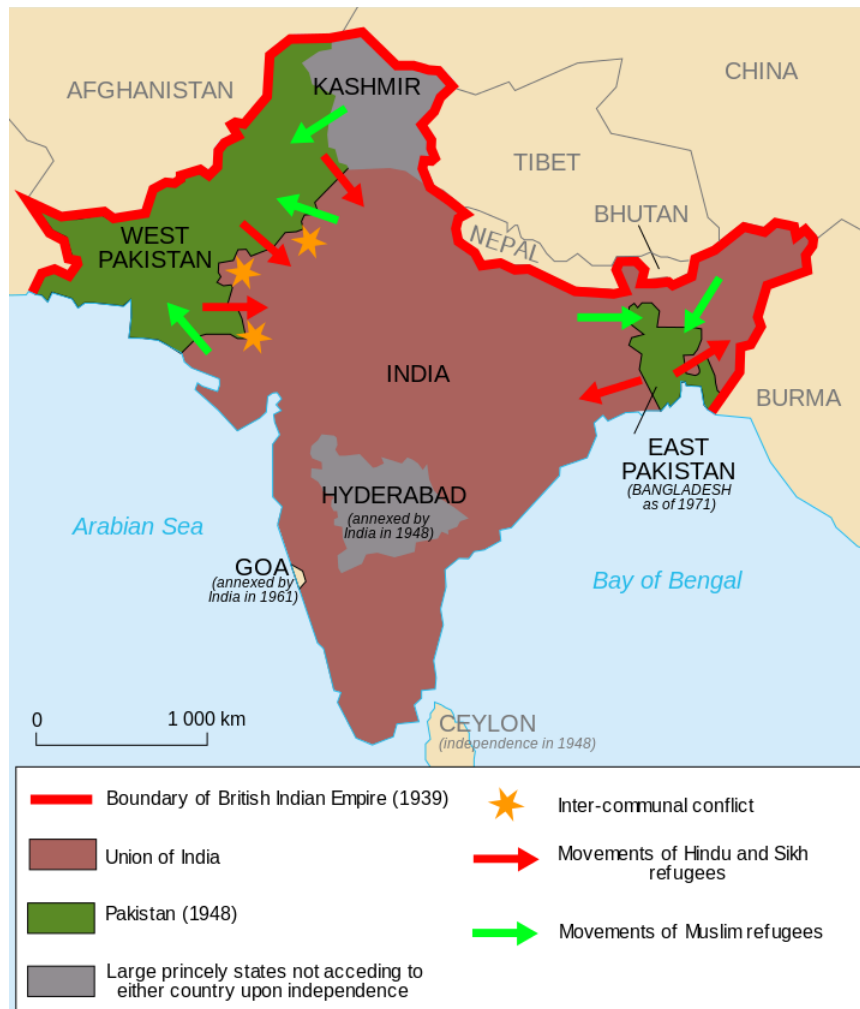 KASHMIR
AFGHANISTAN
CHINA
TIBET
BHUTAN
NEPAL
WEST
PAKISTAN
INDIA
BURMA
EAST
PAKISTAN
(BANGLADESH
as of 1971)
HYDERABAD
(annexed by
India in 1948)
Arabian Sea
GOA
(annexed by
India in 1961)
Bay of Bengal
0
1 000 km
CEYLON
(independence in 1948)
Boundary of British Indian Empire (1939)
Union of India
Pakistan (1948)
Large princely states not acceding to
either country upon independence
Inter-communal conflict
Movements of Hindu and Sikh
refugees
Movements of Muslim refugees